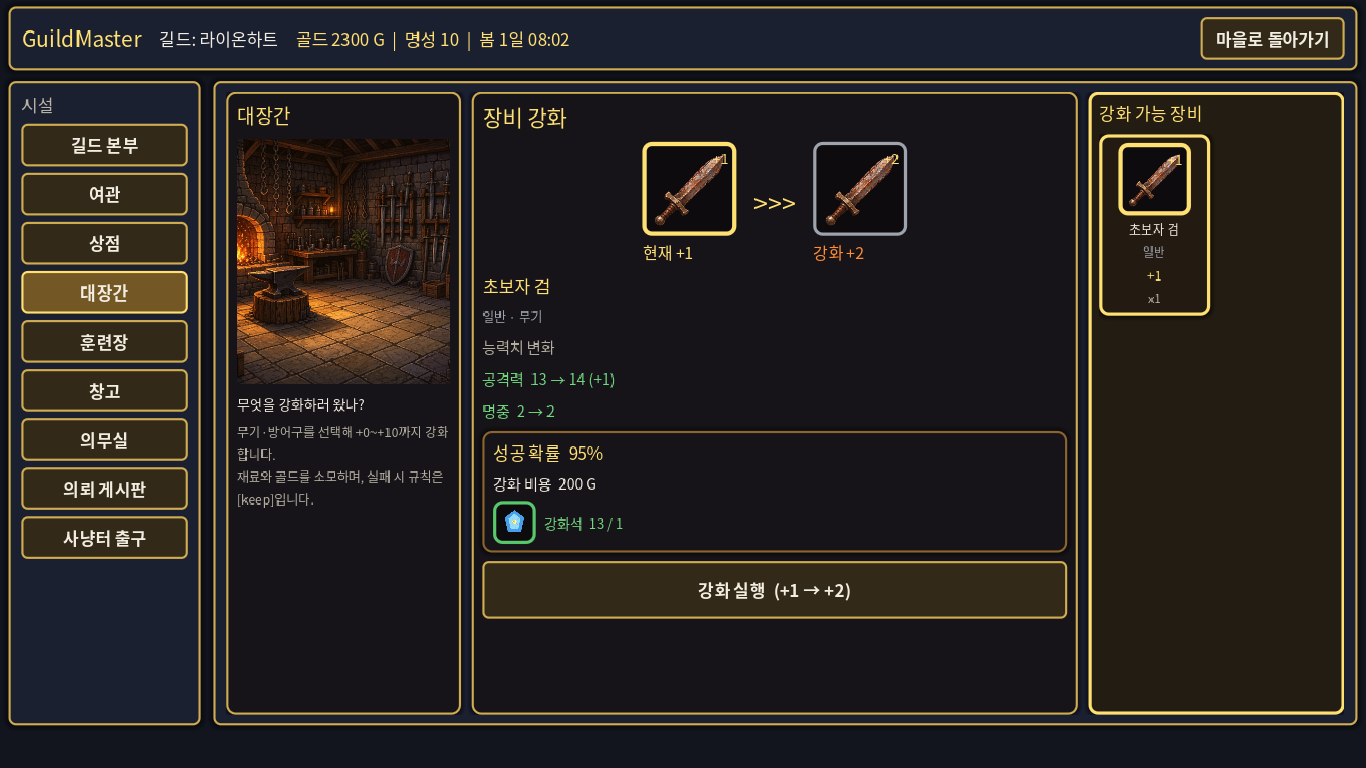 GuildMaster 길드: 라이온하트 골드 2300 G | 명성 10 | 봄 1일 08:02
마을로 돌아가기
시설
길드 본부
여관
상점
대장간
훈련장
창고
의무실
의뢰 게시판
사냥터 출구
대장간
무엇을 강화하러 왔나?
무기·방어구를 선택해 +0~+10까지 강화
합니다.
재료와 골드를 소모하며, 실패 시 규칙은
[keep]입니다.
장비 강화
+1
>>>
+2
현재 +1
강화 +2
초보자 검
일반 · 무기
능력치 변화
공격력 13 → 14 (+1)
명중 2 → 2
성공 확률 95%
강화 비용 200 G
강화석 13 / 1
강화 실행 (+1 → +2)
강화 가능 장비
+1
초보자 검
일반
+1
x1